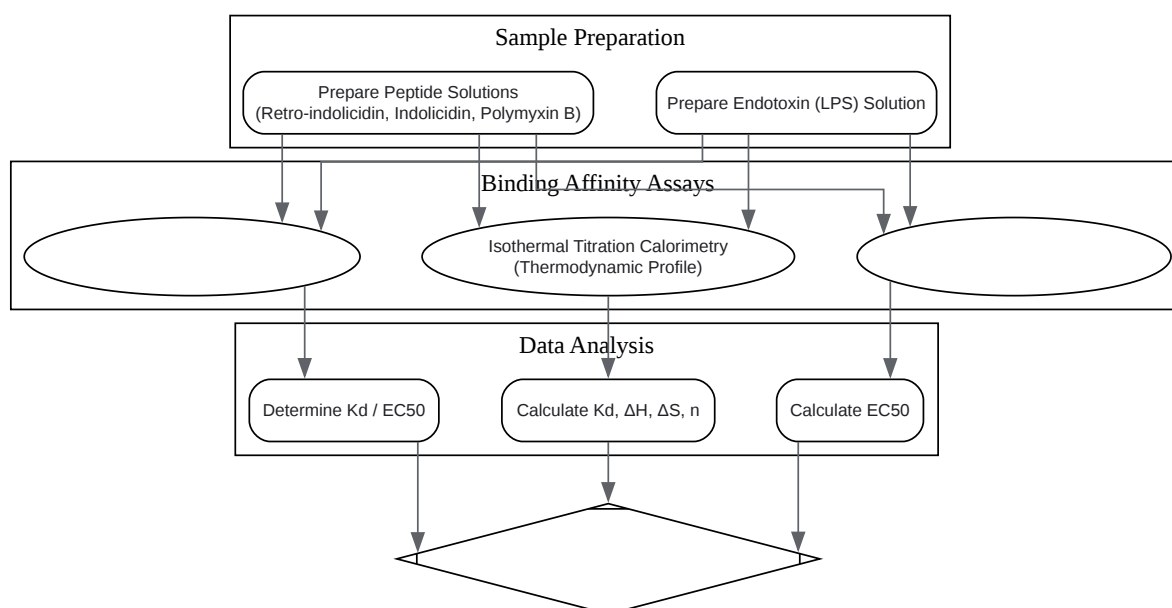 Sample Preparation
Prepare Peptide Solutions
(Retro-indolicidin, Indolicidin, Polymyxin B)
Prepare Endotoxin (LPS) Solution
Binding Affinity Assays
Isothermal Titration Calorimetry
(Thermodynamic Profile)
Data Analysis
Determine Kd / EC50
Calculate Kd, ΔH, ΔS, n
Calculate EC50